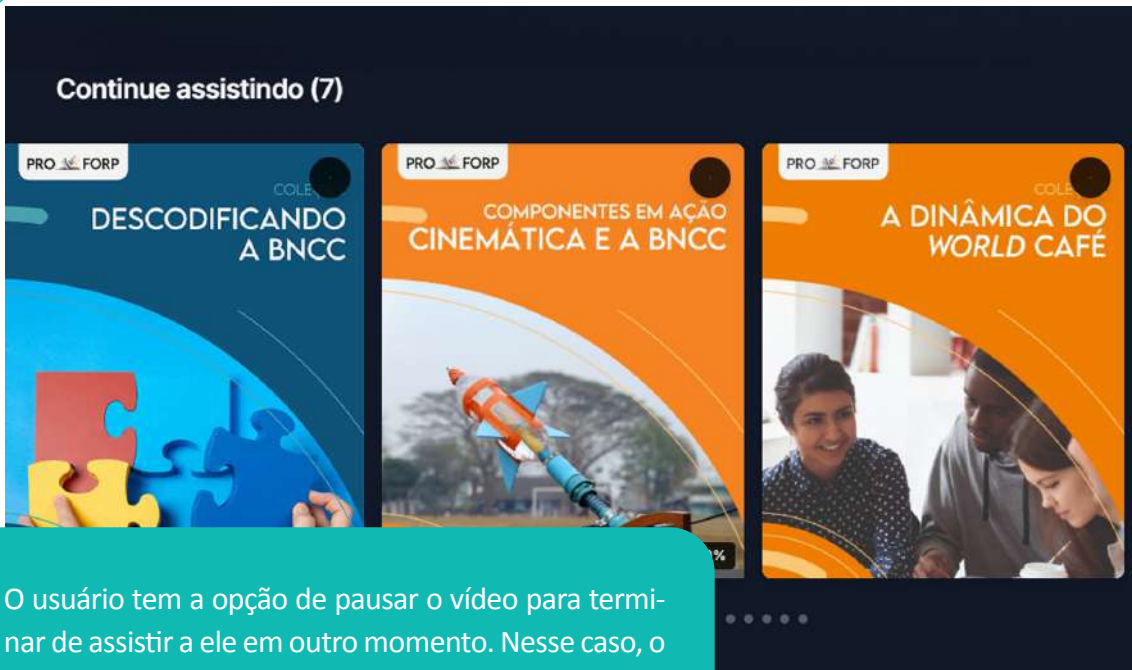 Continue assistindo (7)
PRO FORP
DESCODIFICANDO
A BNCC
PRO FORP
COMPONENTES EM AÇÃO
CINEMÁTICA E A BNCC
PRO FORP
A DINÂMICA DO
WORLD CAFÉ
O usuário tem a opção de pausar o vídeo para termi-
nar de assistir a ele em outro momento. Nesse caso, o